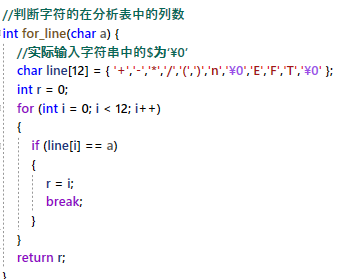 //判断字符的在分析表中的列数
int for_line(char a) {
//实际输入字符串中的$为'¥0'
char line[12] = { '+','-','*','/','(',')','n','¥0','E','F','T','¥0' };
int r = 0;
for (int i = 0; i < 12; i++)
{
if (line[i] == a)
{
r = i;
break;
}
}
return r;
}